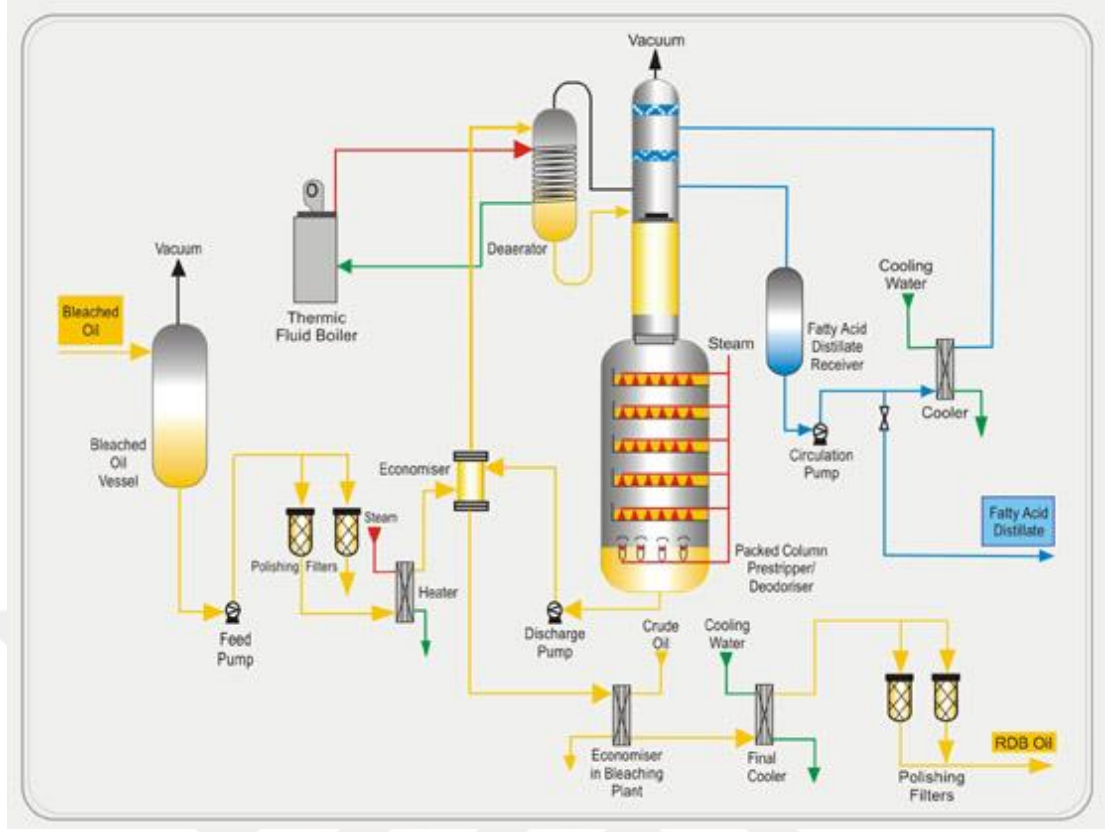 Vacuum
Deaerator
Thermic
Fluid Boiler
Vacuum
Bleached
Oil
Bleached
Oil
Vessel
Feed
Pump
Polishing Filters
Steam
Heater
Economiser
Discharge
Pump
Steam
Packed Column
Prestripper/
Deodoriser
Fatty Acid
Distillate
Receiver
Circulation
Pump
Cooling
Water
Cooler
Fatty Acid
Distillate
Crude
Oil
Economiser
in Bleaching
Plant
Cooling
Water
Final
Cooler
Polishing
Filters
RDB Oil